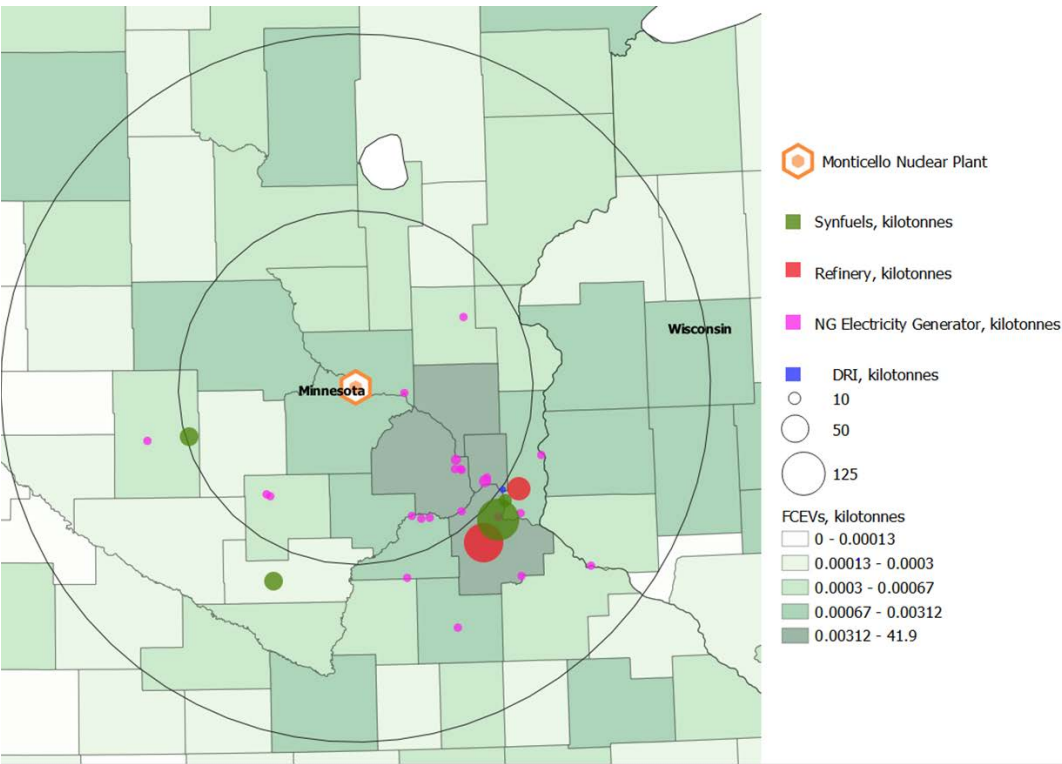 Monticello Nuclear Plant
Synfuels, kilotonnes
Refinery, kilotonnes
NG Electricity Generator, kilotonnes
Wisconsin
DRI, kilotonnes
Minnesota
10
50
125
FCEVs, kilotonnes
0 - 0.00013
0.00013 - 0.0003
0.0003 - 0.00067
0.00067 - 0.00312
0.00312 - 41.9